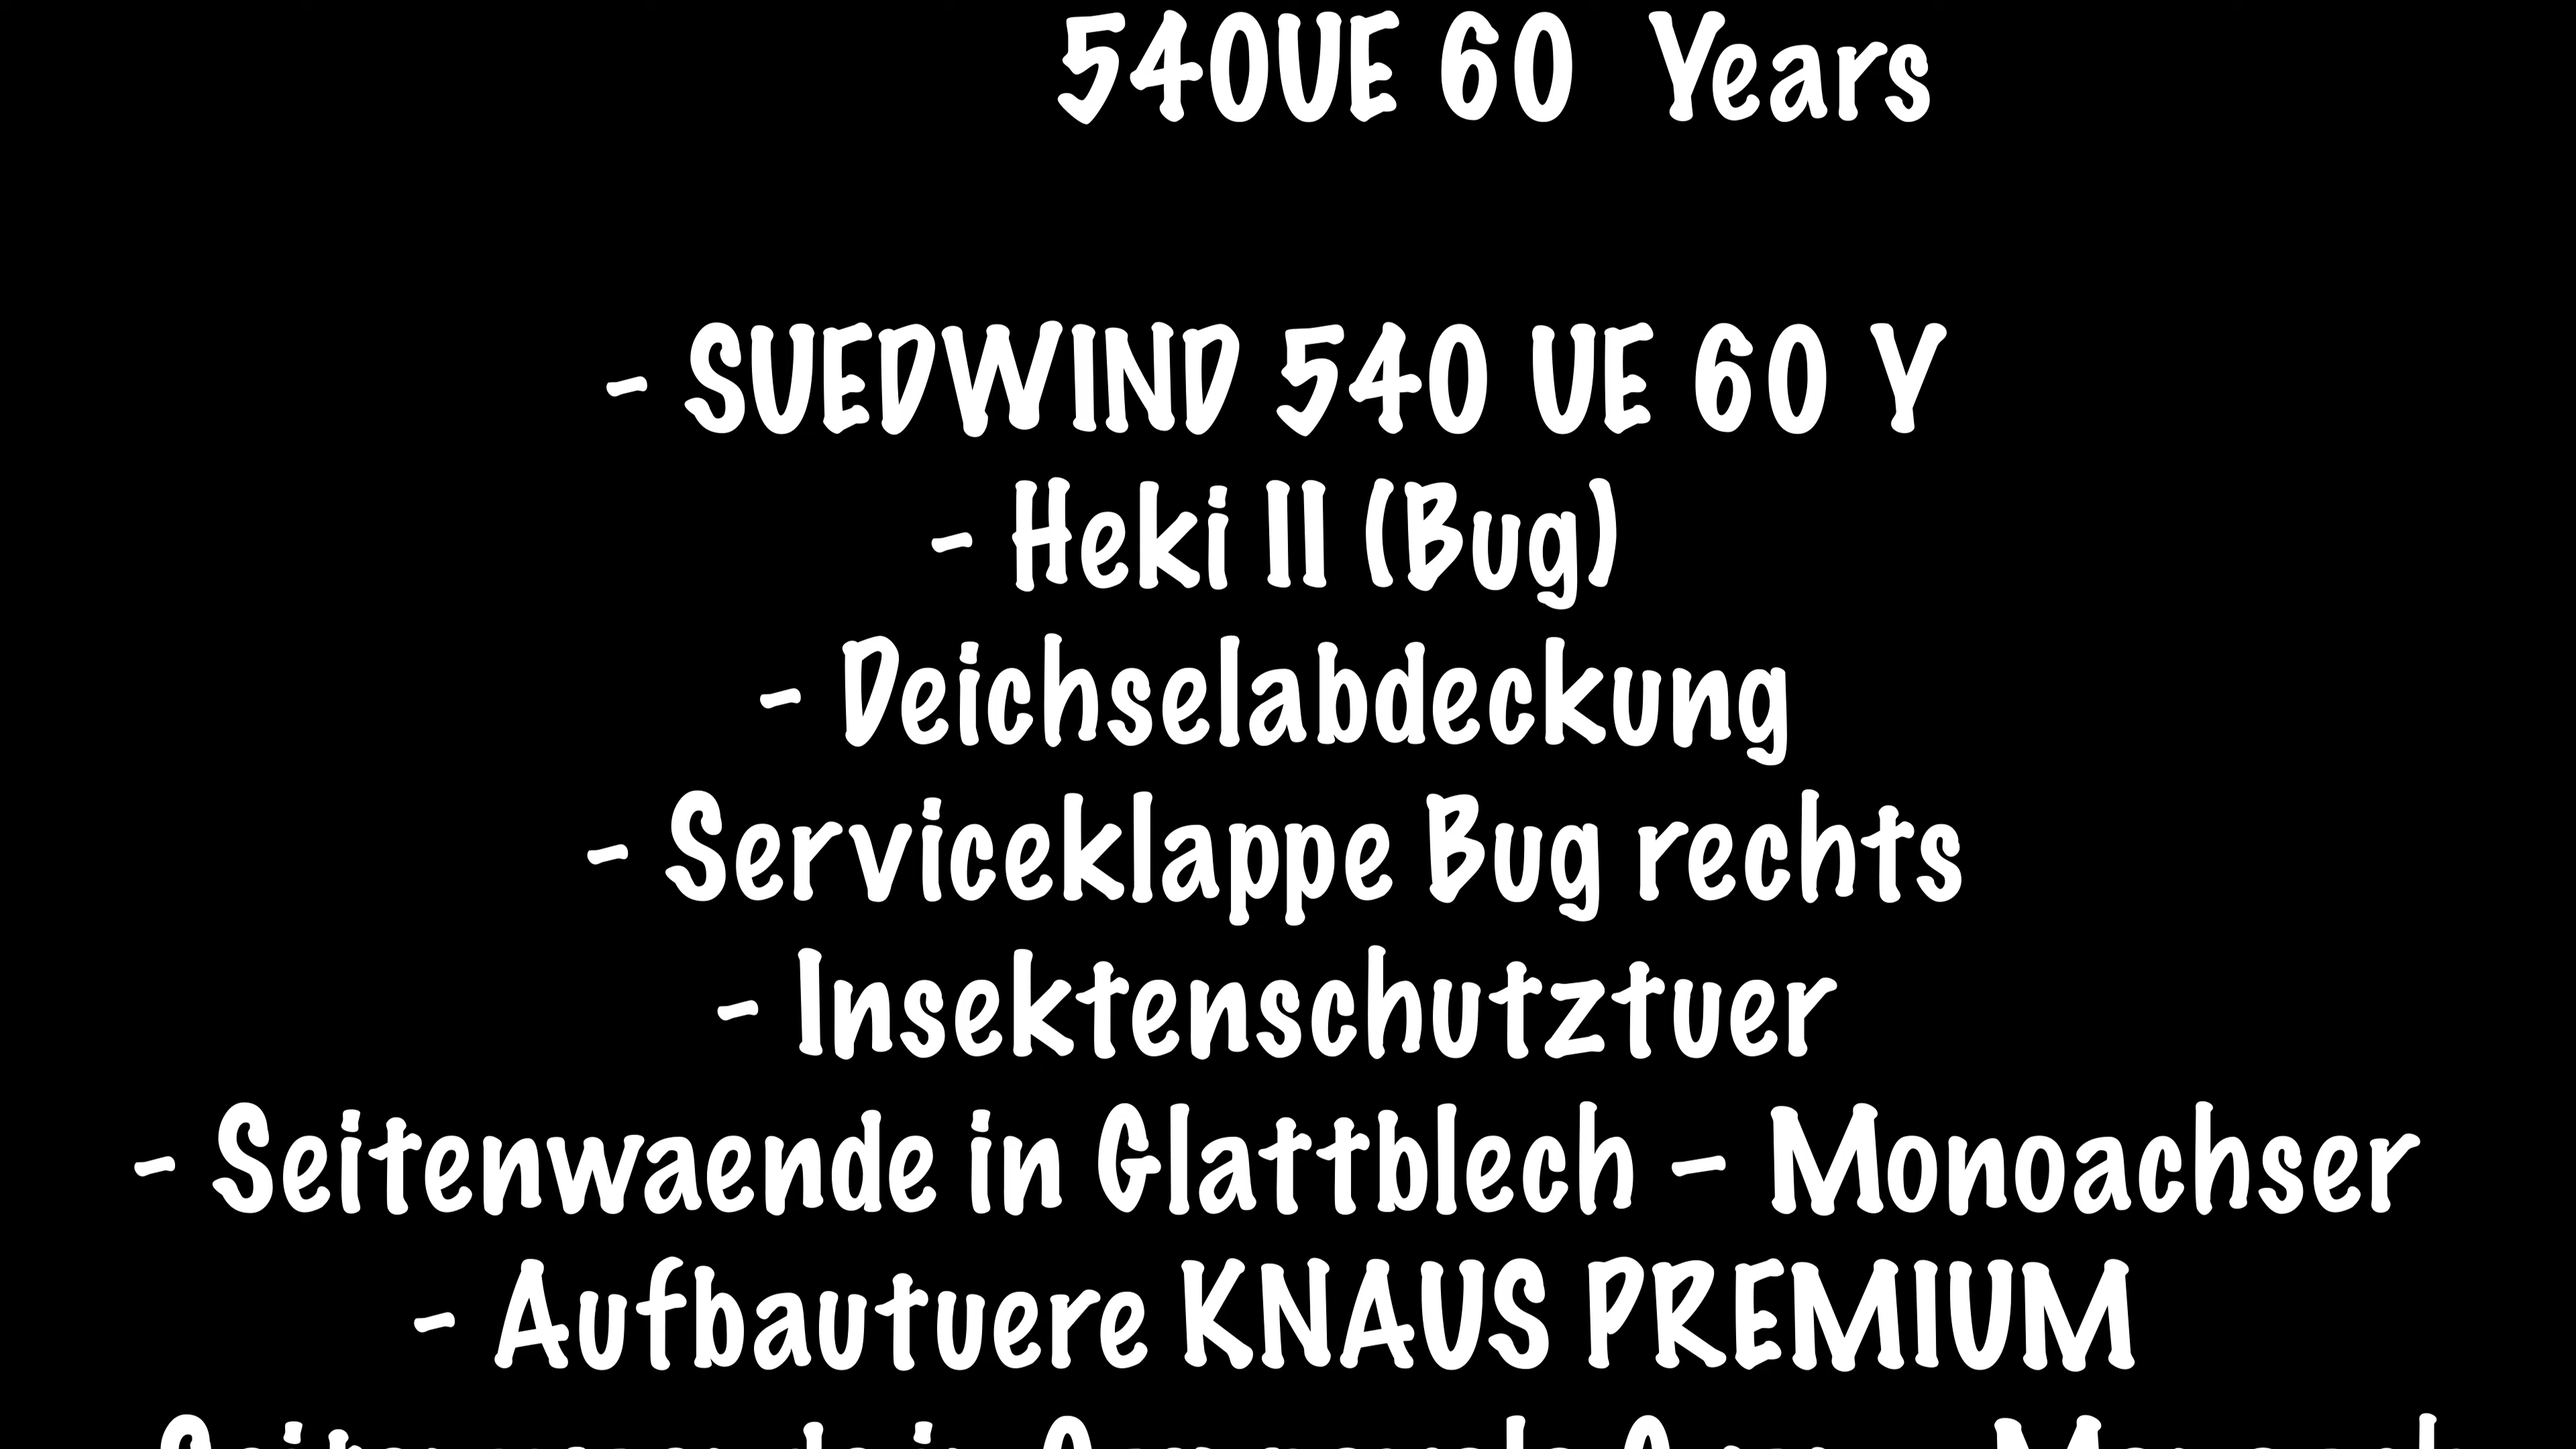 540UE 60  Years
- SUEDWIND 540 UE 60 Y
- Heki II (Bug)
- Deichselabdeckung
- Serviceklappe Bug rechts
- Insektenschutztuer
- Seitenwaende in Glattblech – Monoachser
- Aufbautuere KNAUS PREMIUM